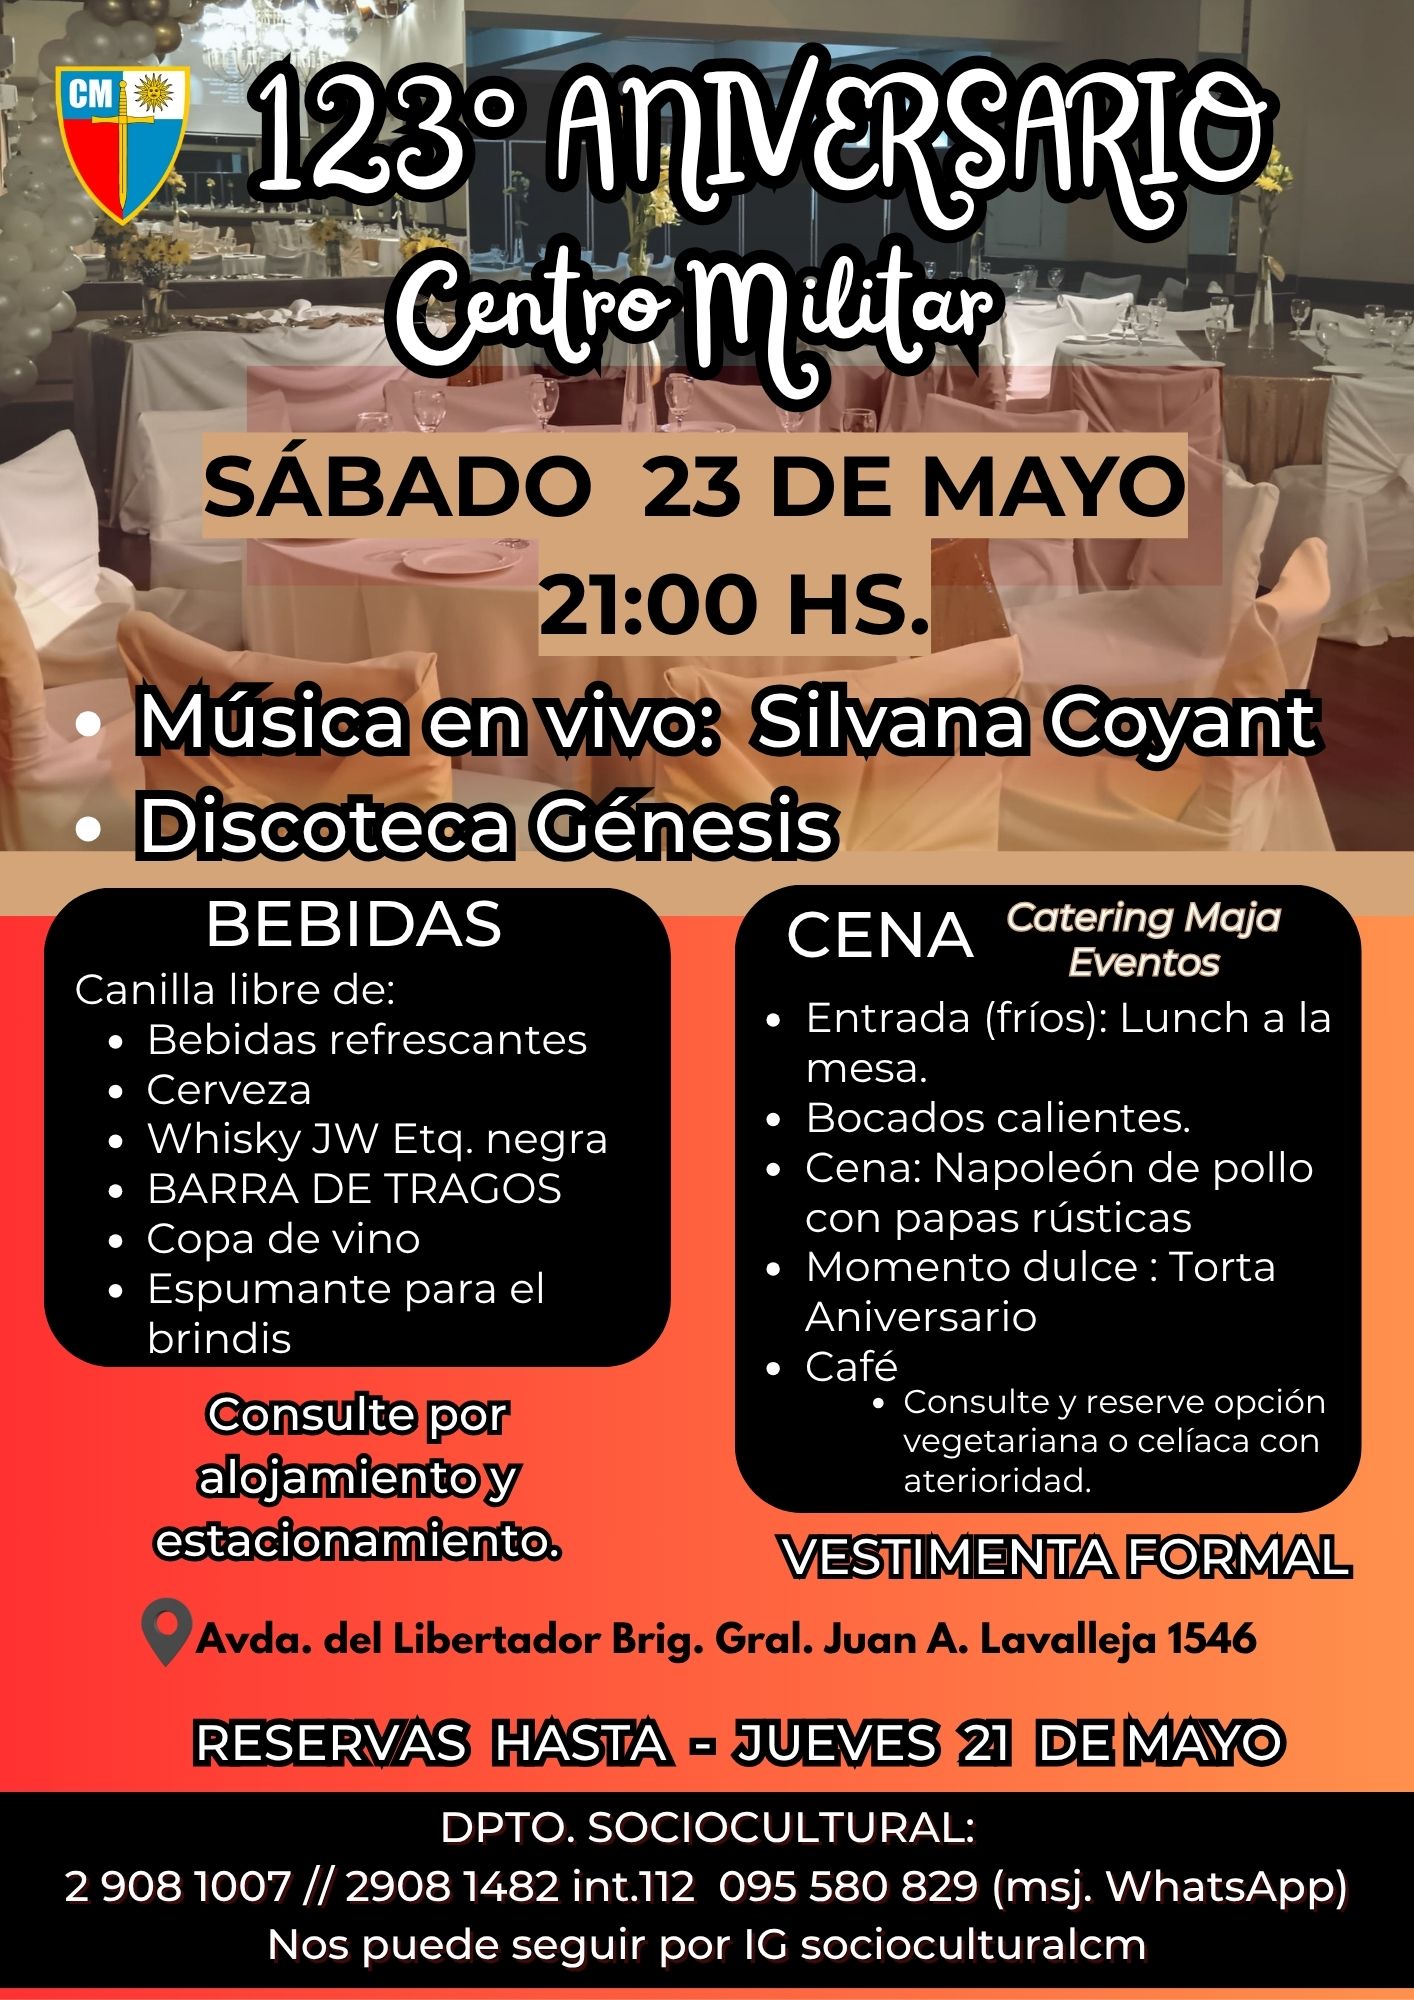 CM
123° ANIVERSARIO
Centro Militar
SÁBADO 23 DE MAYO
21:00 HS.
• Música en vivo: Silvana Coyant
• Discoteca Génesis
BEBIDAS
Canilla libre de:
• Bebidas refrescantes
• Cerveza
• Whisky JW Etq. negra
• BARRA DE TRAGOS
• Copa de vino
• Espumante para el
brindis
Consulte por
alojamiento y
estacionamiento.
CENA
Catering Maja
Eventos
• Entrada (fríos): Lunch a la
mesa.
• Bocados calientes.
• Cena: Napoleón de pollo
con papas rústicas
• Momento dulce : Torta
Aniversario
• Café
• Consulte y reserve opción
vegetariana o celíaca con
aterioridad.
VESTIMENTA FORMAL
Avda. del Libertador Brig. Gral. Juan A. Lavalleja 1546
RESERVAS HASTA - JUEVES 21 DE MAYO
DPTO. SOCIOCULTURAL:
2 908 1007 // 2908 1482 int.112 095 580 829 (msj. WhatsApp)
Nos puede seguir por IG socioculturalcm